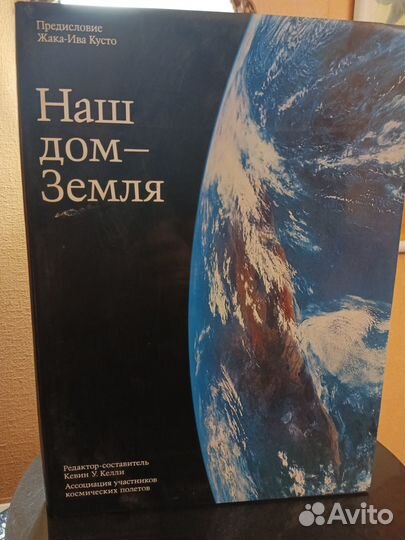 Предисловие
Жака-Ива Кусто
Наш
дом—
Земля
Редактор-составитель
Кевин У. Келли
Ассоциация участников
космических полетов
Avito